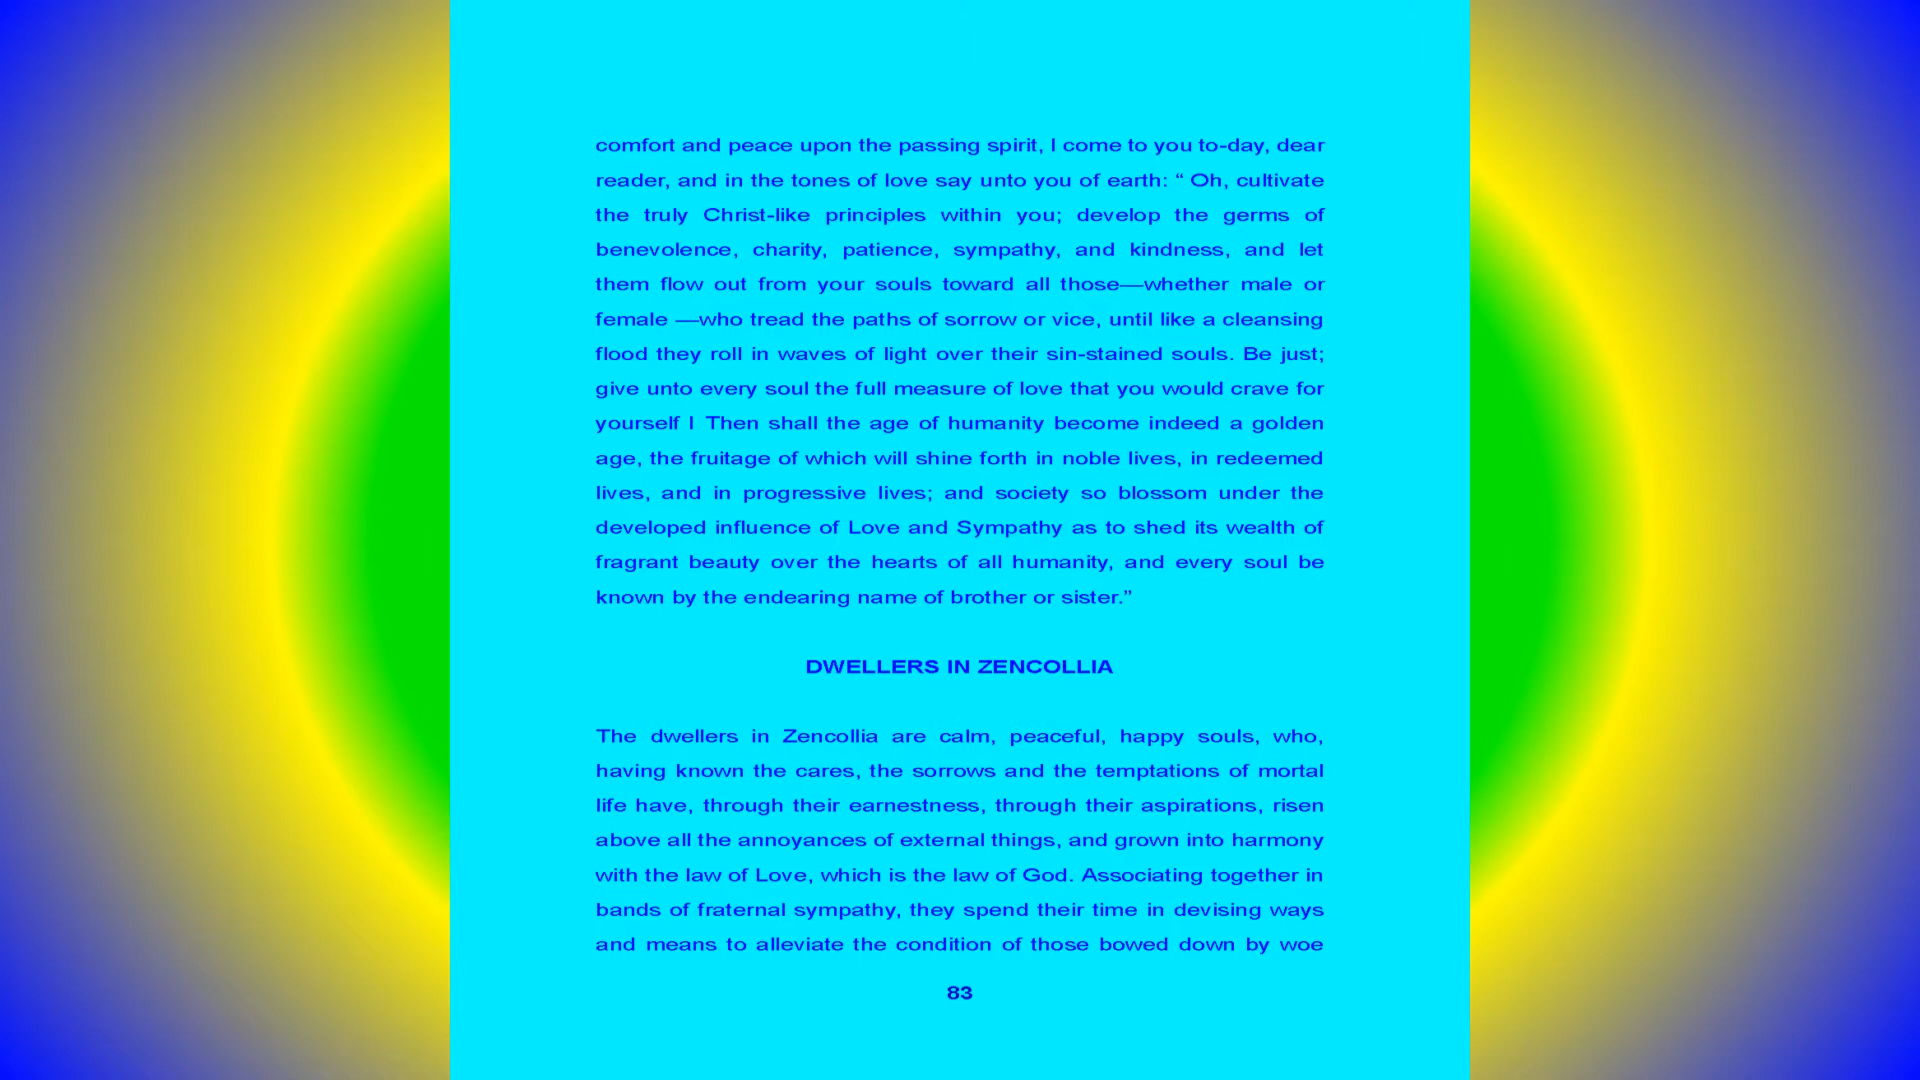 comfort and peace upon the passing spirit, I come to you to-day, dear
reader, and in the tones of love say unto you of earth: “ Oh, cultivate
the truly Christ-like principles within you; develop the germs of
benevolence, charity, patience, sympathy, and kindness, and let
them flow out from your souls toward all those—whether male or
female —who tread the paths of sorrow or vice, until like a cleansing
flood they roll in waves of light over their sin-stained souls. Be just;
give unto every soul the full measure of love that you would crave for
yourself I Then shall the age of humanity become indeed a golden
age, the fruitage of which will shine forth in noble lives, in redeemed
lives, and in progressive lives; and society so blossom under the
developed influence of Love and Sympathy as to shed its wealth of
fragrant beauty over the hearts of all humanity, and every soul be
known by the endearing name of brother or sister.”
DWELLERS IN ZENCOLLIA
The dwellers in Zencollia are calm, peaceful, happy souls, who,
having known the cares, the sorrows and the temptations of mortal
life have, through their earnestness, through their aspirations, risen
above all the annoyances of external things, and grown into harmony
with the law of Love, which is the law of God. Associating together in
bands of fraternal sympathy, they spend their time in devising ways
and means to alleviate the condition of those bowed down by woe
83